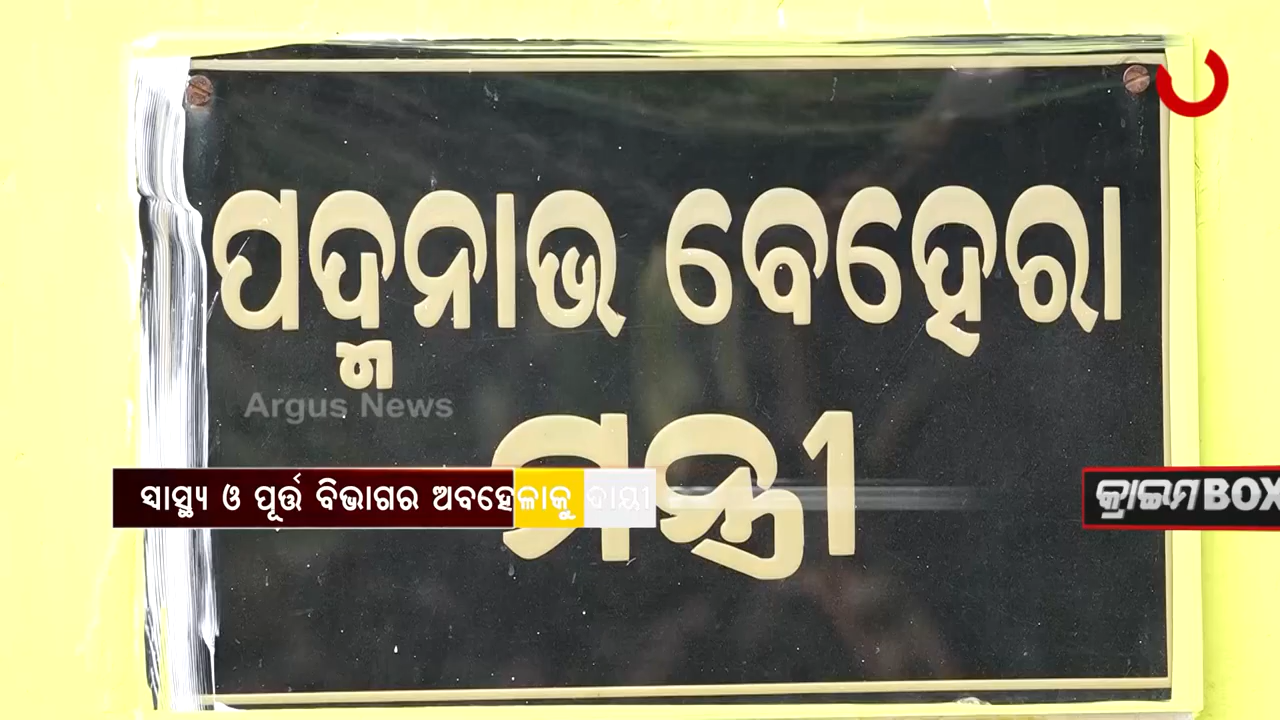 ପଦ୍ମନାଭ ବେହେରା
Argus News
ମନ୍ତ୍ରୀ
ସ୍ୱାସ୍ଥ୍ୟ ଓ ପୂର୍ତ୍ତ ବିଭାଗର ଅବହେଳାକୁ ଦାୟୀ
କ୍ରାଇମ BOX